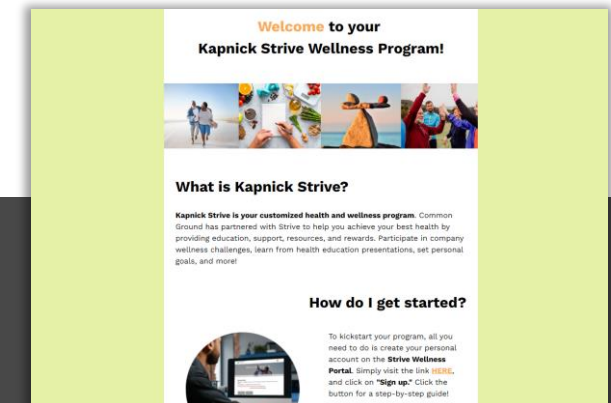 Welcome to your
Kapnick Strive Wellness Program!
What is Kapnick Strive?
Kapnick Strive is your customized health and wellness program. Common
Ground has partnered with Strive to help you achieve your best health by
providing education, support, resources, and rewards. Participate in company
wellness challenges, learn from health education presentations, set personal
goals, and more!
How do I get started?
To kickstart your program, all you
need to do is create your personal
account on the Strive Wellness
Portal. Simply visit the link HERE,
and click on "Sign up." Click the
button for a step-by-step guide!